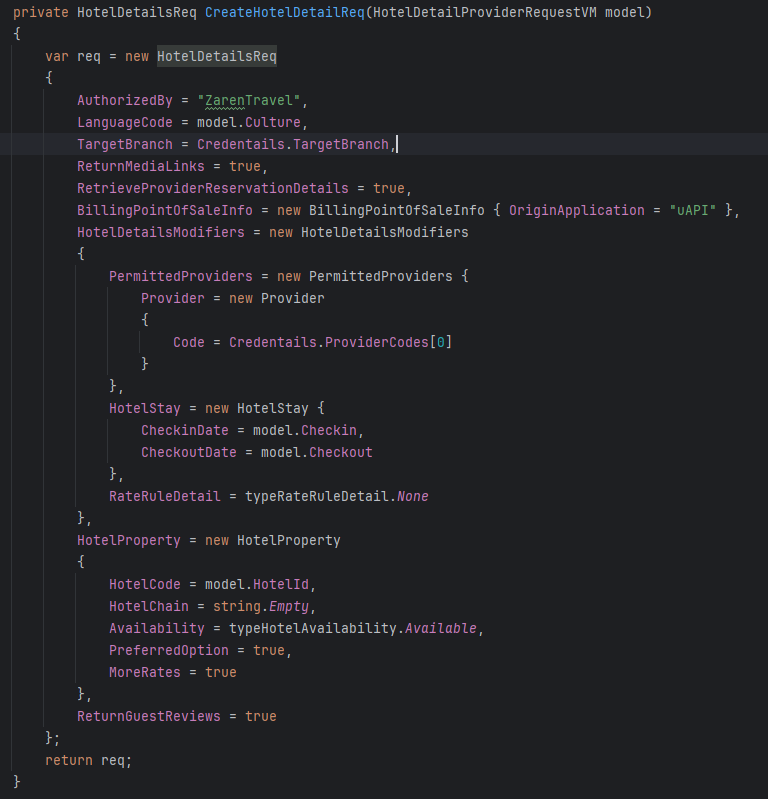 private HotelDetailsReq CreateHotelDetailReq(HotelDetailProviderRequestVM model)
{
    var req = new HotelDetailsReq
    {
        AuthorizedBy = "ZarenTravel",
        LanguageCode = model.Culture,
        TargetBranch = Credentails.TargetBranch,
        ReturnMediaLinks = true,
        RetrieveProviderReservationDetails = true,
        BillingPointOfSaleInfo = new BillingPointOfSaleInfo { OriginApplication = "uAPI" },
        HotelDetailsModifiers = new HotelDetailsModifiers
        {
            PermittedProviders = new PermittedProviders {
                Provider = new Provider
                {
                    Code = Credentails.ProviderCodes[0]
                }
            },
            HotelStay = new HotelStay {
                CheckinDate = model.Checkin,
                CheckoutDate = model.Checkout
            },
            RateRuleDetail = typeRateRuleDetail.None
        },
        HotelProperty = new HotelProperty
        {
            HotelCode = model.HotelId,
            HotelChain = string.Empty,
            Availability = typeHotelAvailability.Available,
            PreferredOption = true,
            MoreRates = true
        },
        ReturnGuestReviews = true
    };
    return req;
}